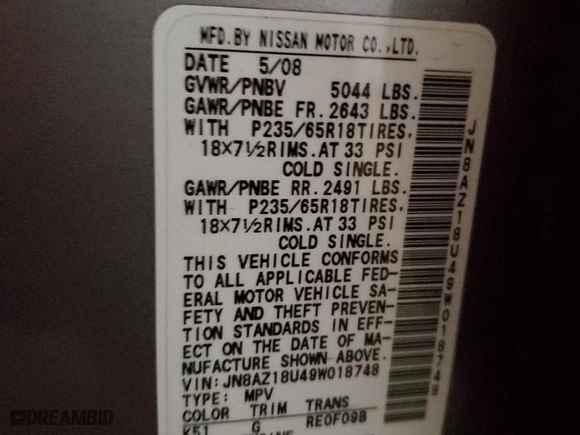 MFD.BY NISSAN MOTOR CO.,LTD.
DATE 5/08
GVWR/PNBV 5044 LBS.
GAWR/PNBE FR. 2643 LBS.
WITH P235/65R18TIRES,
18X7½RIMS.AT 33 PSI
COLD SINGLE.
GAWR/PNBE RR. 2491 LBS.
WITH P235/65R18TIRES,
18X7½RIMS.AT 33 PSI
COLD SINGLE.
THIS VEHICLE CONFORMS
TO ALL APPLICABLE FED-
ERAL MOTOR VEHICLE SA-
FETY AND THEFT PREVEN-
TION STANDARDS IN EFF-
ECT ON THE DATE OF MA-
NUFACTURE SHOWN ABOVE.
VIN: JN8AZ18U49W018748
TYPE: MPV
COLOR TRIM TRANS
K51 G RE0F09B
JN8AZ18U49W018748
DREAMBID